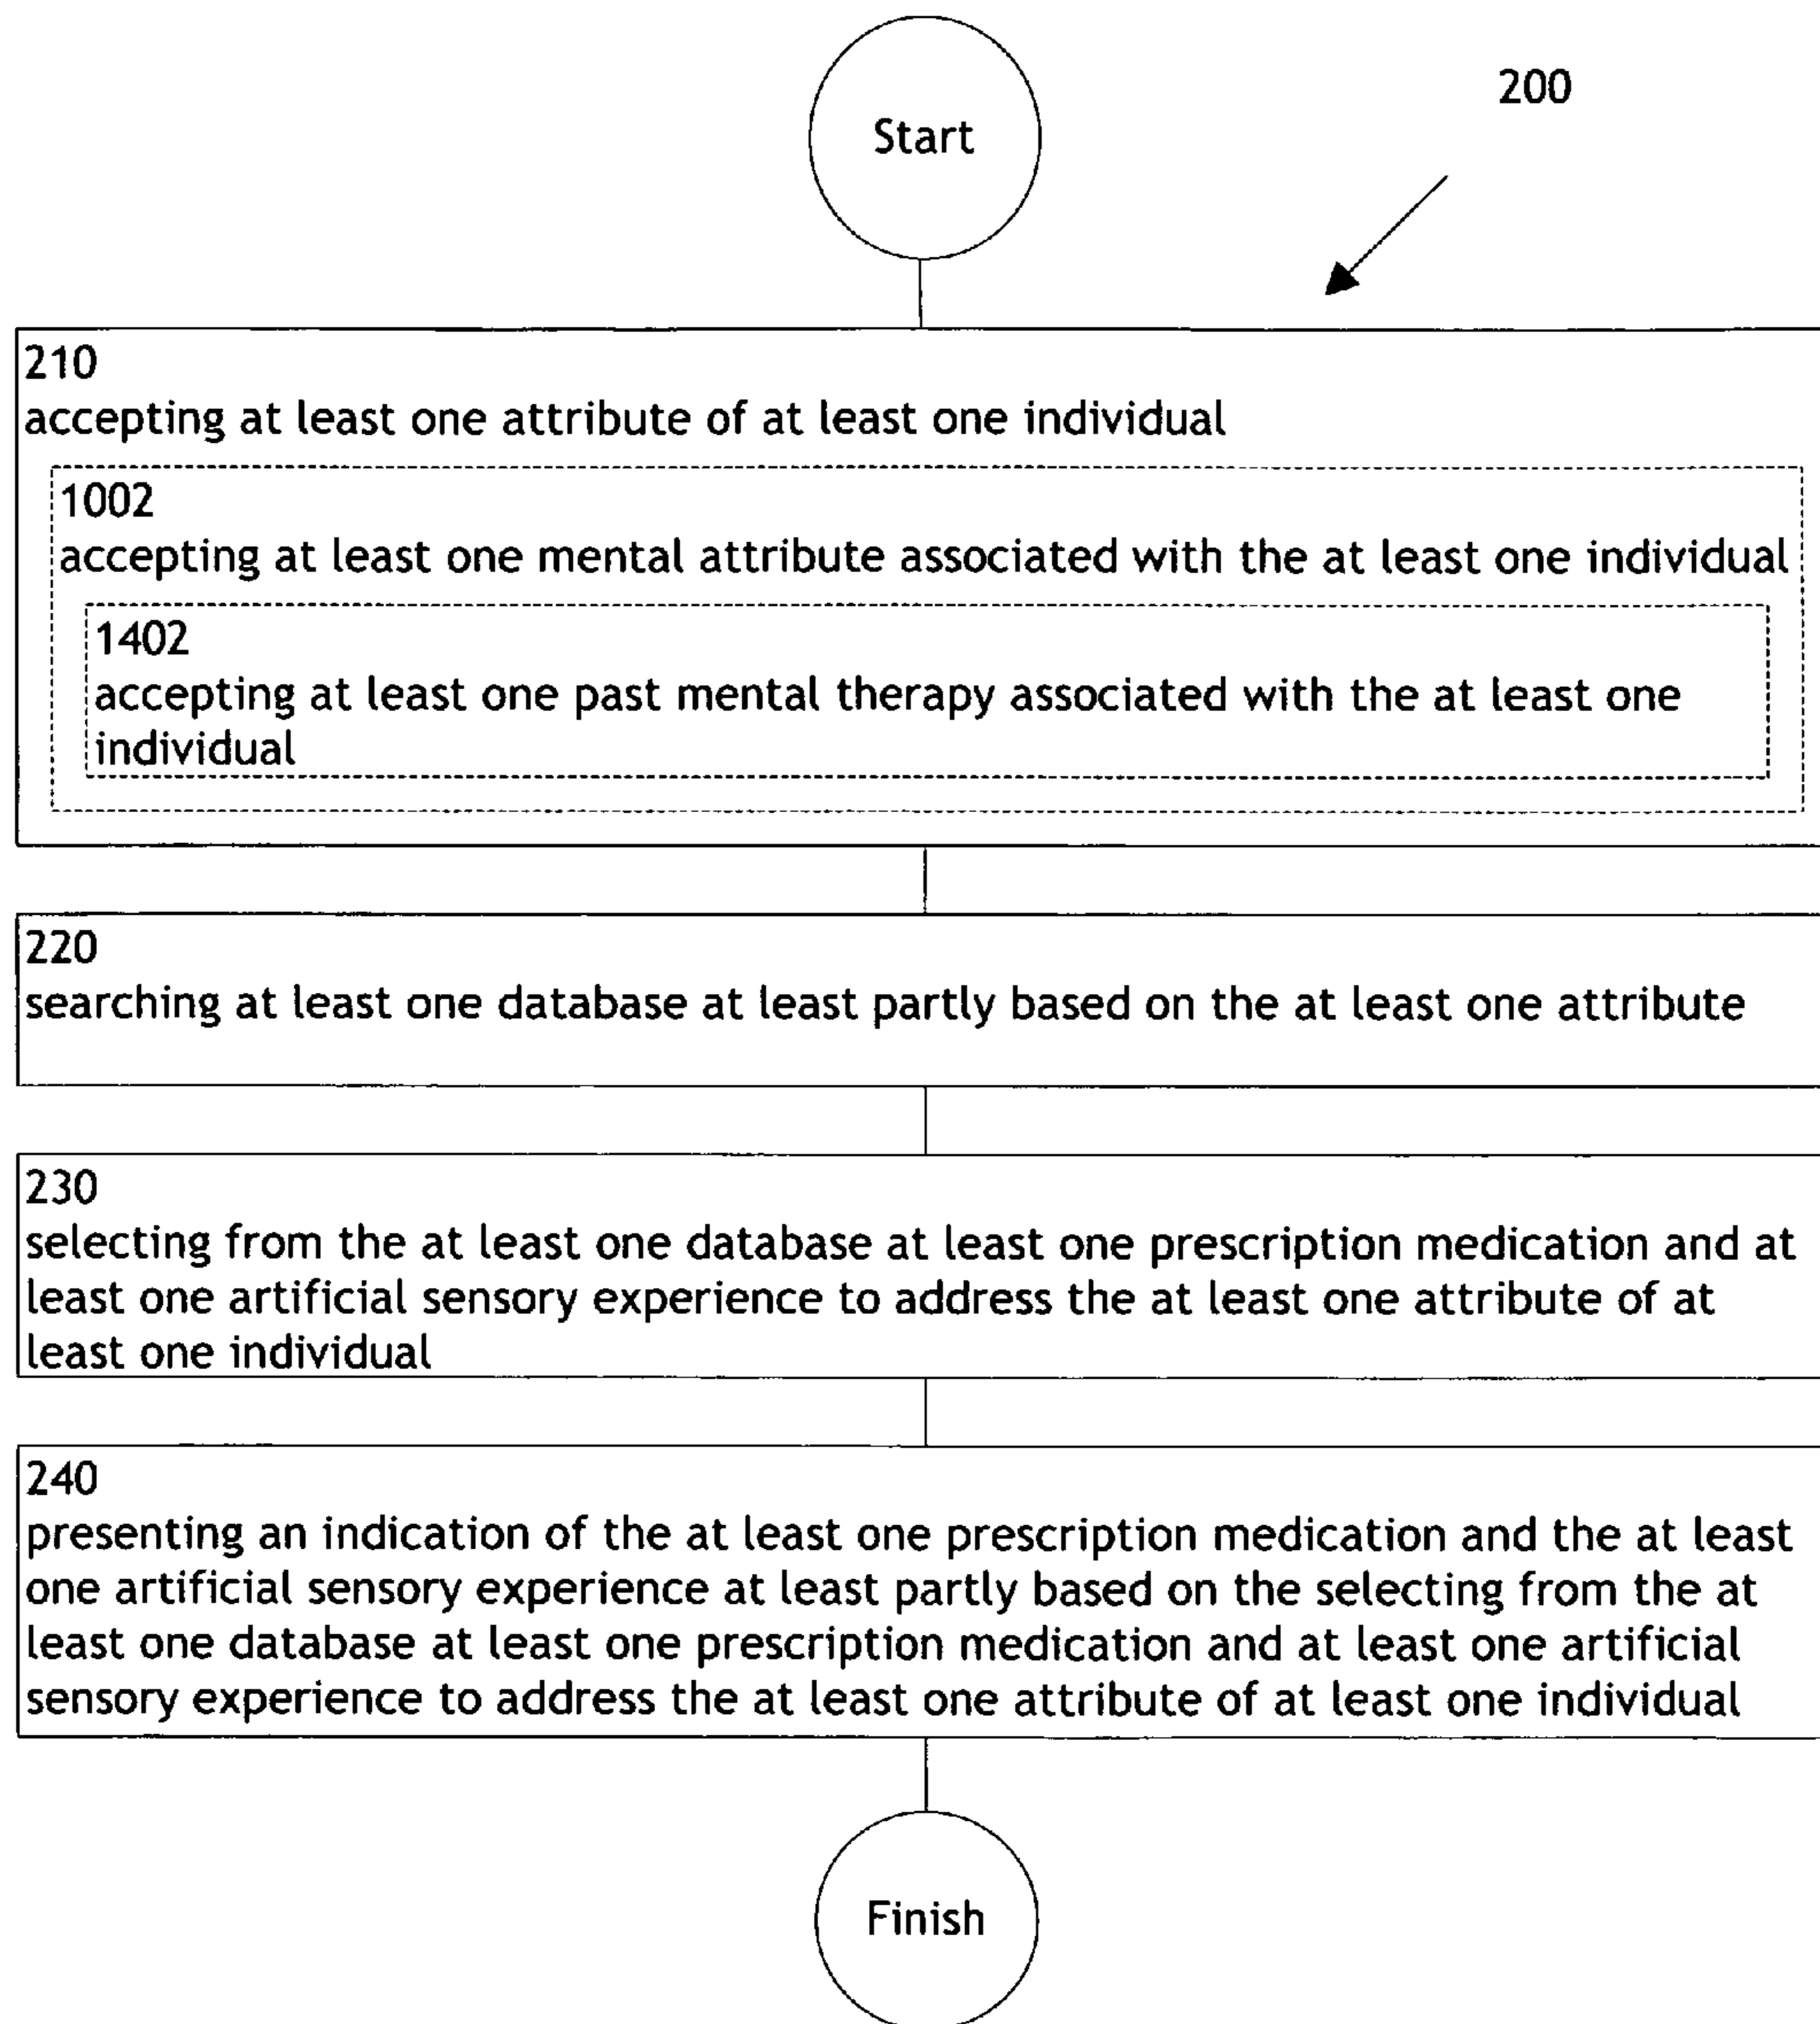 Start
200
210
accepting at least one attribute of at least one individual
1002
accepting at least one mental attribute associated with the at least one individual
1402
accepting at least one past mental therapy associated with the at least one
individual
220
searching at least one database at least partly based on the at least one attribute
230
selecting from the at least one database at least one prescription medication and at
least one artificial sensory experience to address the at least one attribute of at
least one individual
240
presenting an indication of the at least one prescription medication and the at least
one artificial sensory experience at least partly based on the selecting from the at
least one database at least one prescription medication and at least one artificial
sensory experience to address the at least one attribute of at least one individual
Finish